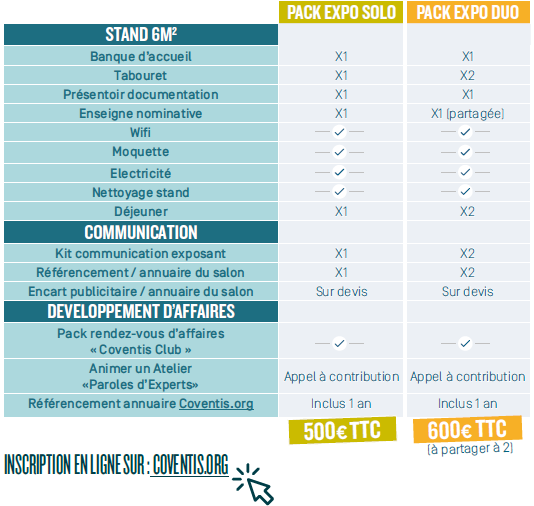 PACK EXPO SOLO PACK EXPO DUO
STAND 6M²
Banque d'accueil X1 X1
Tabouret X1 X2
Présentoir documentation X1 X1
Enseigne nominative X1 X1 (partagée)
Wifi
Moquette
Electricité
Nettoyage stand
Déjeuner X1 X2
COMMUNICATION
Kit communication exposant X1 X2
Référencement / annuaire du salon X1 X2
Encart publicitaire / annuaire du salon Sur devis Sur devis
DEVELOPPEMENT D'AFFAIRES
Pack rendez-vous d'affaires
« Coventis Club »
Animer un Atelier
«Paroles d'Experts» Appel à contribution Appel à contribution
Référencement annuaire Coventis.org Inclus 1 an Inclus 1 an
500€ TTC 600€ TTC
(à partager à 2)
INSCRIPTION EN LIGNE SUR : COVENTIS.ORG